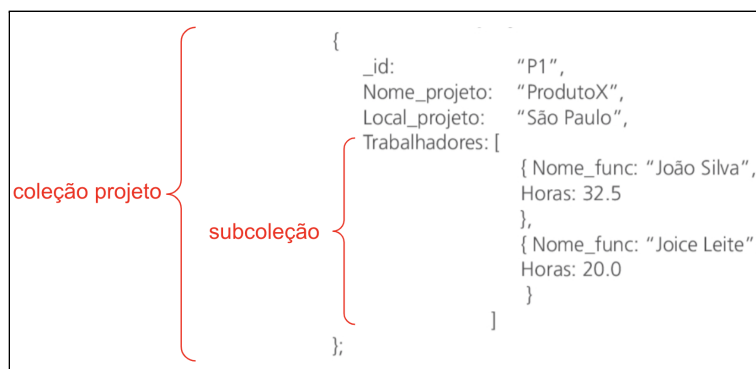 {
_id: “P1”,
Nome_projeto: “ProdutoX”,
Local_projeto: “São Paulo”,
Trabalhadores: [
{ Nome_func: “João Silva”,
coleção projeto
Horas: 32.5
},
subcoleção
{ Nome_func: “Joice Leite”
Horas: 20.0
}
]
};